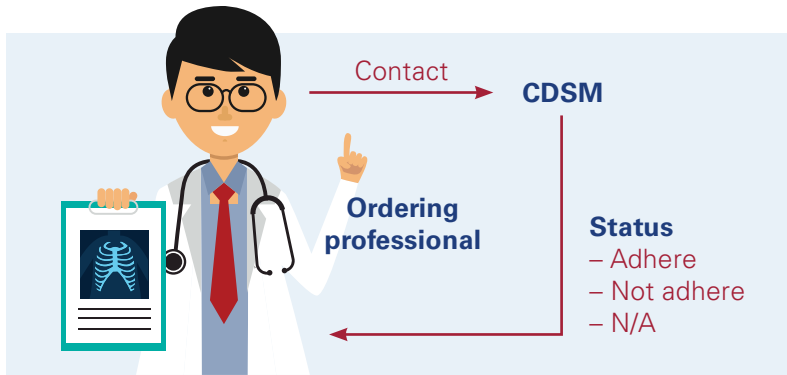 Contact
CDSM
Ordering
professional
Status
– Adhere
– Not adhere
– N/A